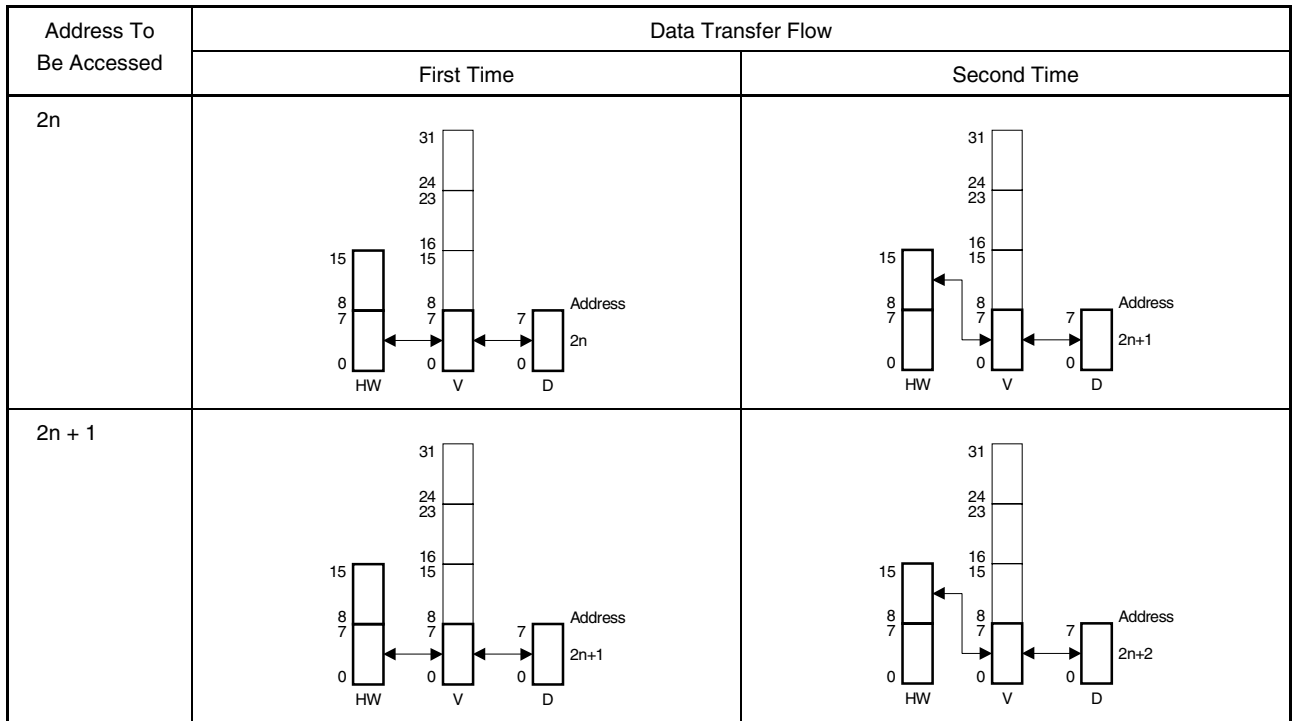 Address To
Be Accessed
Data Transfer Flow
First Time
Second Time
2n
31
24
23
16
15
15
8
7
8
7
7
Address
2n
0
0
0
HW
V
D
31
24
23
16
15
15
8
7
8
7
7
Address
2n+1
0
0
0
HW
V
D
2n + 1
31
24
23
16
15
15
8
7
8
7
7
Address
2n+1
0
0
0
HW
V
D
31
24
23
16
15
15
8
7
8
7
7
Address
2n+2
0
0
0
HW
V
D